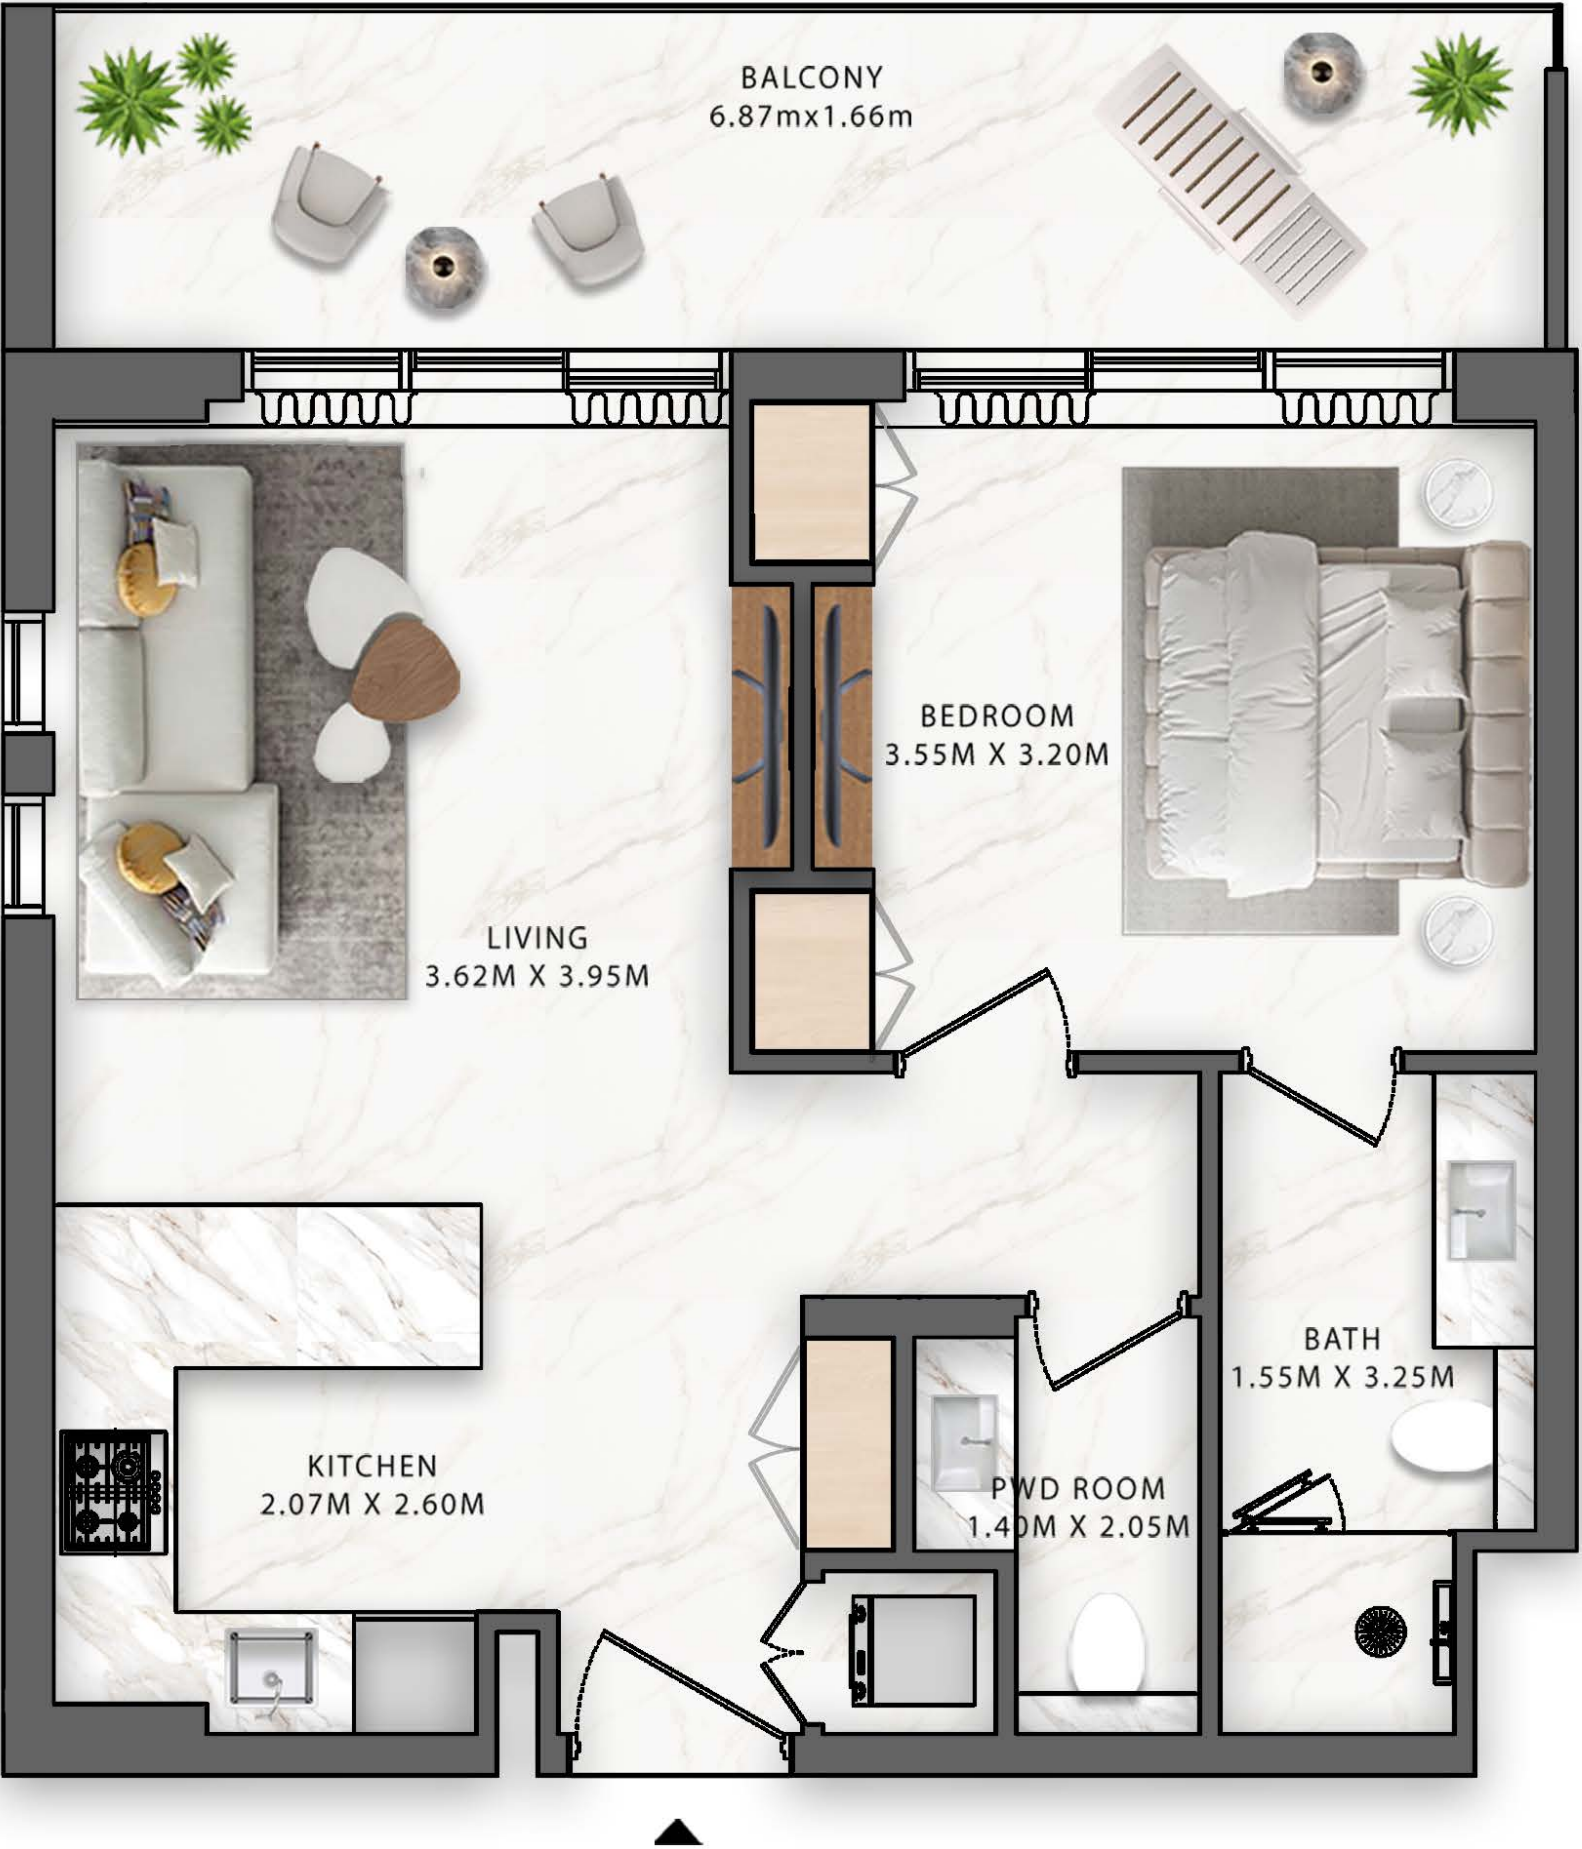 BALCONY
6.87mx1.66m
BEDROOM
3.55M X 3.20M
LIVING
3.62M X 3.95M
BATH
1.55M X 3.25M
KITCHEN
2.07M X 2.60M
PWD ROOM
1.40M X 2.05M